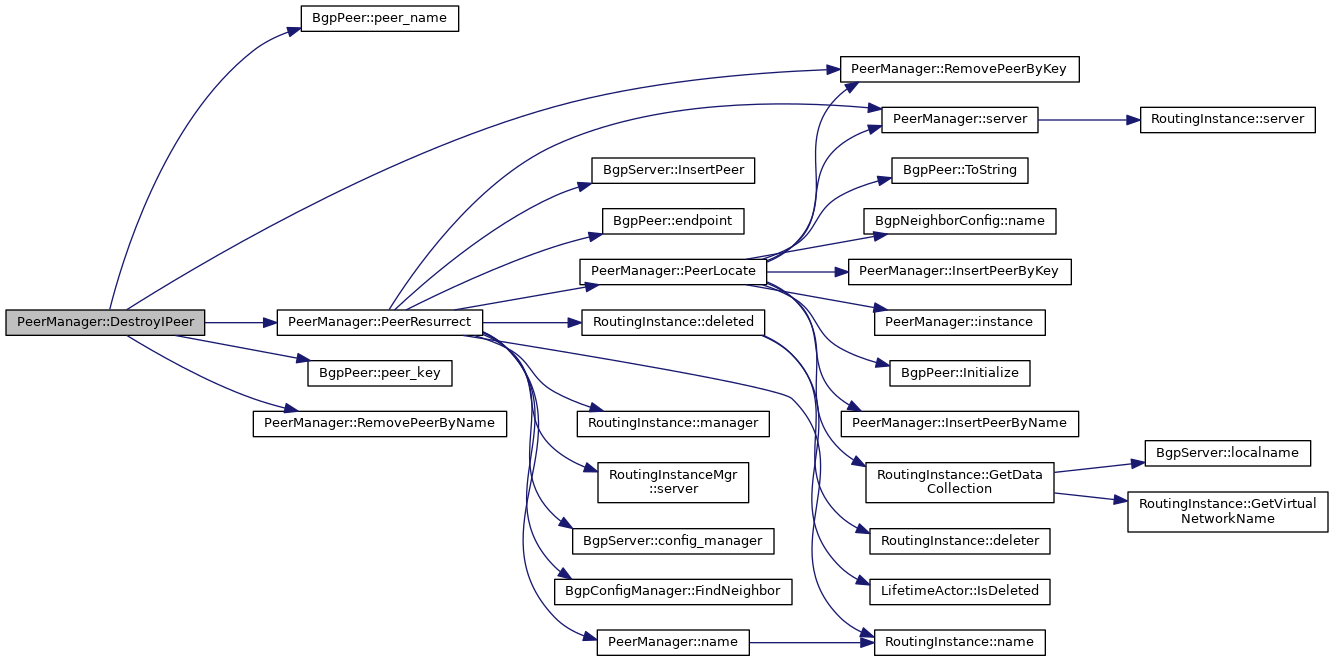 BgpPeer::peer_name
PeerManager::RemovePeerByKey
PeerManager::server
RoutingInstance::server
BgpServer::InsertPeer
BgpPeer::ToString
BgpPeer::endpoint
BgpNeighborConfig::name
PeerManager::PeerLocate
PeerManager::InsertPeerByKey
PeerManager::DestroyIPeer
PeerManager::PeerResurrect
RoutingInstance::deleted
PeerManager::instance
BgpPeer::peer_key
BgpPeer::Initialize
PeerManager::RemovePeerByName
RoutingInstance::manager
PeerManager::InsertPeerByName
BgpServer::localname
RoutingInstanceMgr
::server
RoutingInstance::GetData
Collection
RoutingInstance::GetVirtual
NetworkName
BgpServer::config_manager
RoutingInstance::deleter
BgpConfigManager::FindNeighbor
LifetimeActor::IsDeleted
PeerManager::name
RoutingInstance::name